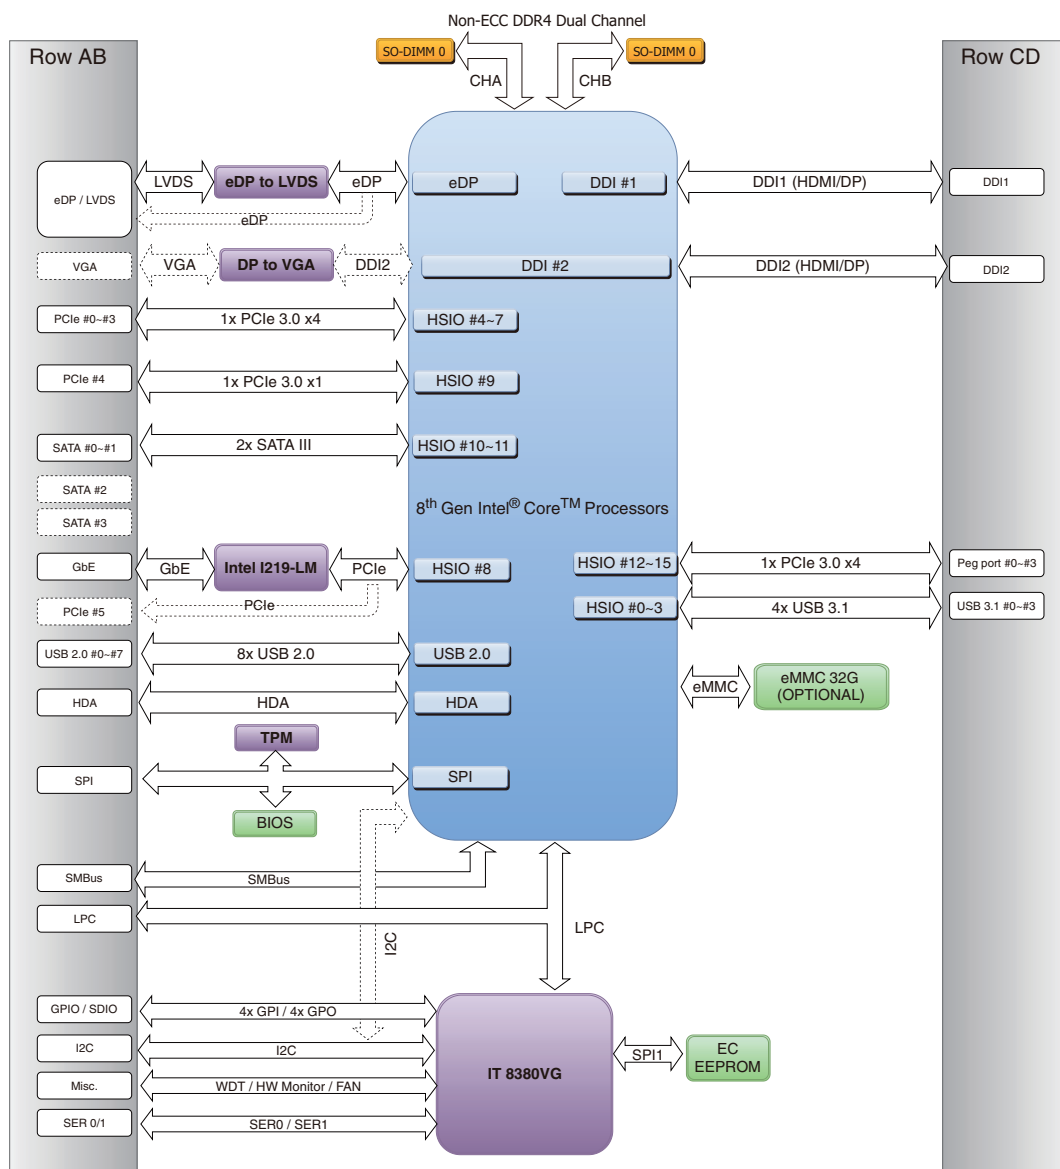 Non-ECC DDR4 Dual Channel
SO-DIMM 0
SO-DIMM 0
CHA
CHB
Row AB
Row CD
eDP / LVDS
LVDS
eDP to LVDS
eDP
eDP
eDP
DDI #1
DDI1 (HDMI/DP)
DDI1
VGA
VGA
DP to VGA
DDI2
DDI #2
DDI2 (HDMI/DP)
DDI2
PCIe #0~#3
1x PCIe 3.0 x4
HSIO #4~7
PCIe #4
1x PCIe 3.0 x1
HSIO #9
SATA #0~#1
2x SATA III
HSIO #10~11
SATA #2
SATA #3
8th Gen Intel® Core™ Processors
GbE
GbE
Intel I219-LM
PCIe
HSIO #8
HSIO #12~15
1x PCIe 3.0 x4
Peg port #0~#3
PCIe #5
PCIe
HSIO #0~3
4x USB 3.1
USB 3.1 #0~#3
USB 2.0 #0~#7
8x USB 2.0
USB 2.0
HDA
HDA
HDA
eMMC
eMMC 32G
(OPTIONAL)
TPM
SPI
SPI
BIOS
SMBus
SMBus
LPC
LPC
I2C
GPIO / SDIO
4x GPI / 4x GPO
I2C
I2C
IT 8380VG
SPI1
EC
EEPROM
Misc.
WDT / HW Monitor / FAN
SER 0/1
SER0 / SER1